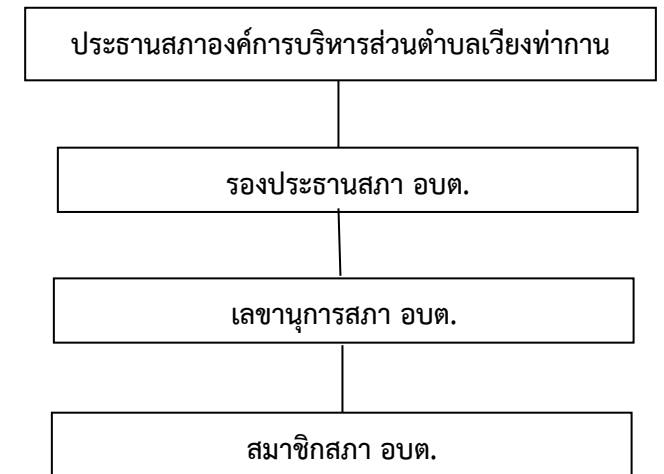 ประธานสภาองค์การบริหารส่วนตำบลเวียงท่ากาน
รองประธานสภา อบต.
เลขานุการสภา อบต.
สมาชิกสภา อบต.